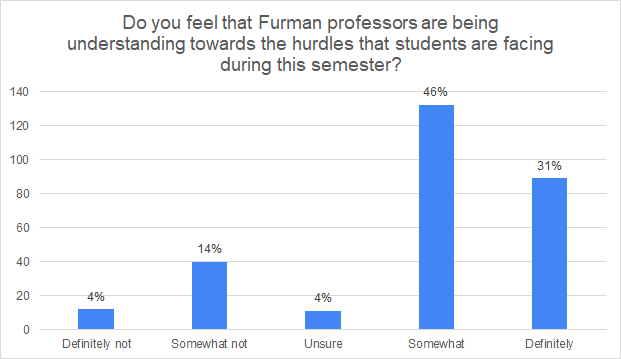 Do you feel that Furman professors are being
understanding towards the hurdles that students are facing
during this semester?
140
120
100
80
60
40
20
0
4%
14%
4%
46%
31%
Definitely not
Somewhat not
Unsure
Somewhat
Definitely